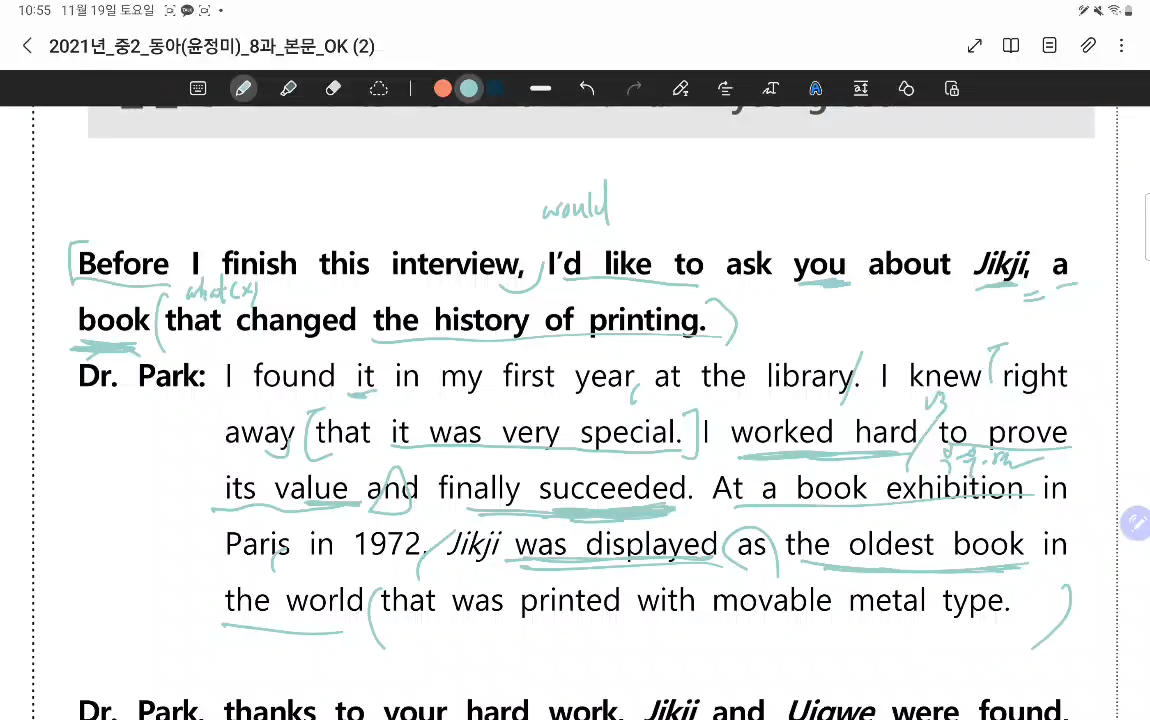 10:55 11월 19일 토요일
2021년_중2_동아(윤정미)_8과_본문_OK (2)
would
Before I finish this interview, I'd like to ask you about Jikji, a
what(x)
book that changed the history of printing.
Dr. Park: I found it in my first year at the library. I knew right
away that it was very special. I worked hard to prove
its value and finally succeeded. At a book exhibition in
Paris in 1972, Jikji was displayed as the oldest book in
the world that was printed with movable metal type.
Dr. Park, thanks to your hard work, Jikji and Uigwe were found.